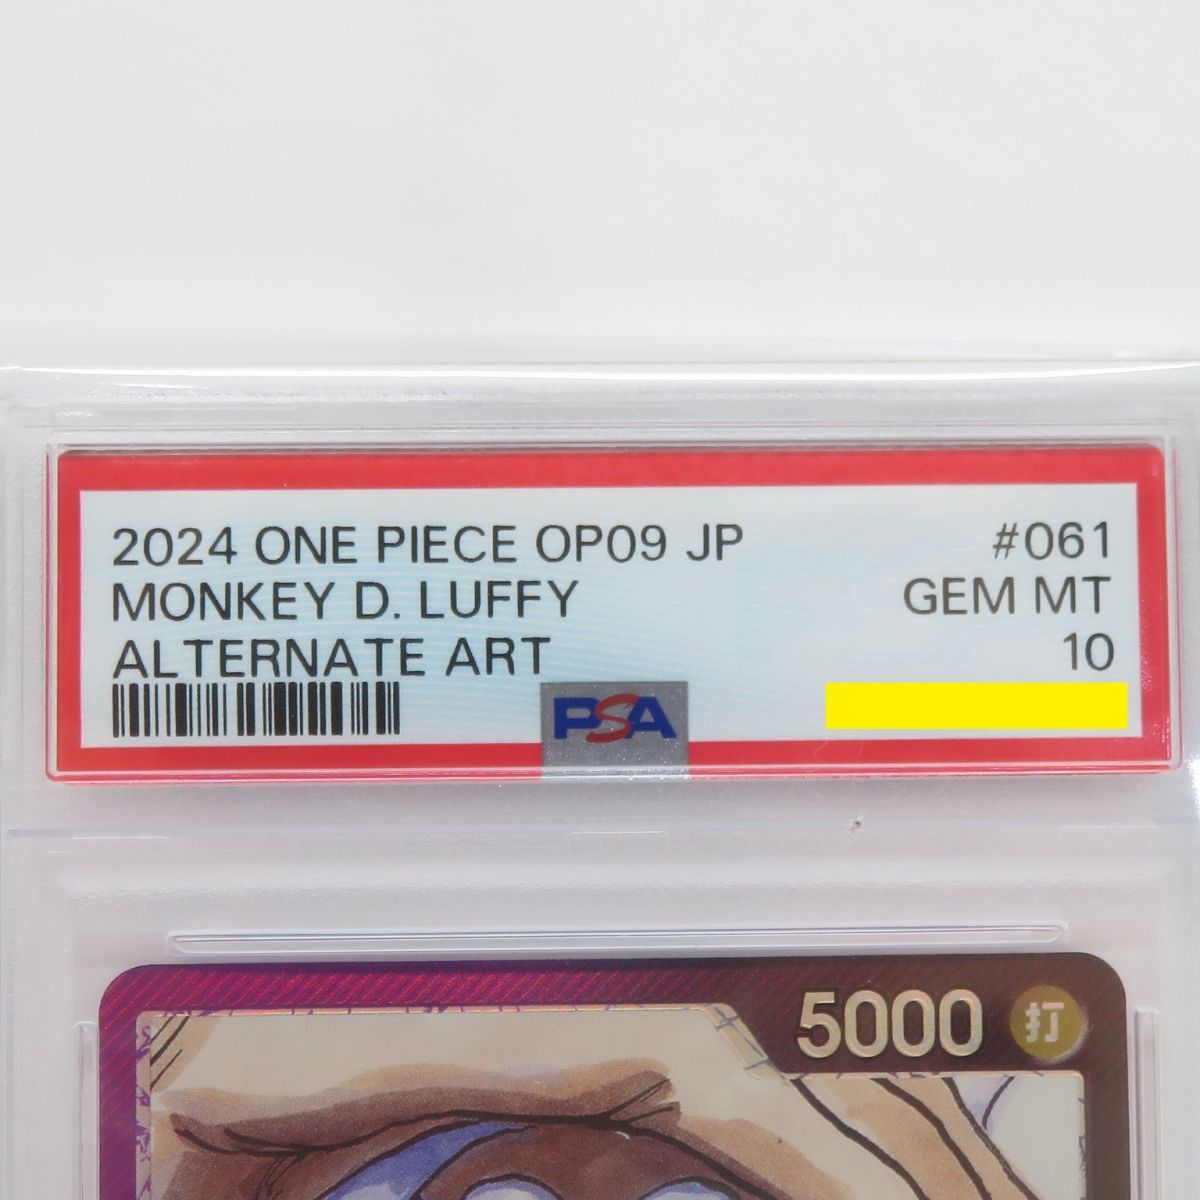 2024 ONE PIECE OP09 JP #061
MONKEY D. LUFFY GEM MT
ALTERNATE ART 10
PSA
5000 打